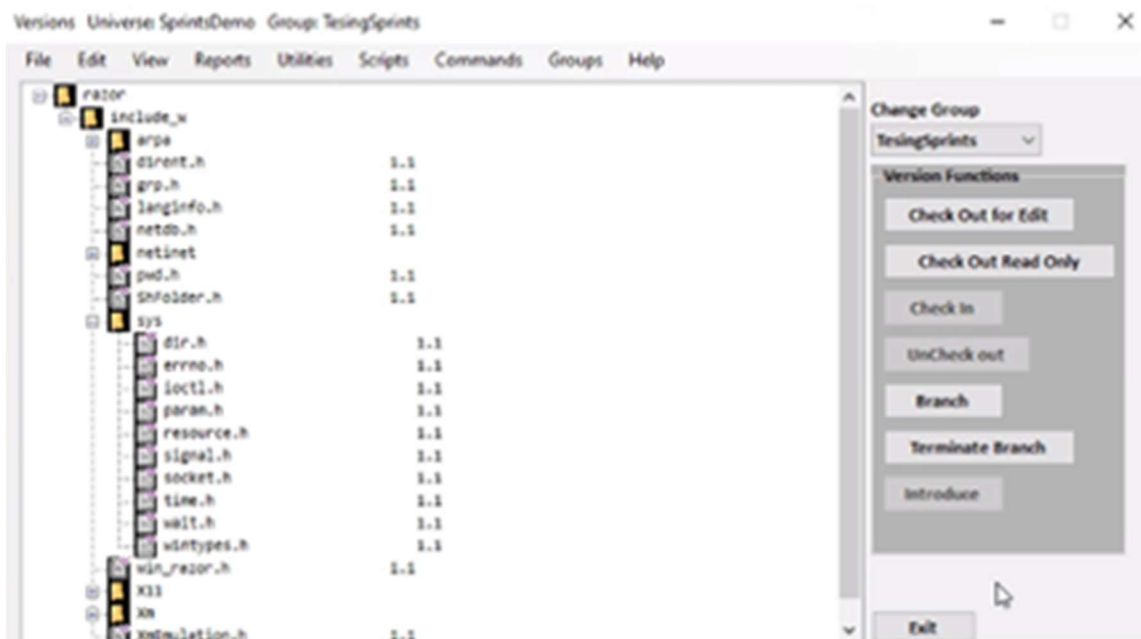 Versions Universe: SprintsDemo Group: TesingSprints
File Edit View Reports Utilities Scripts Commands Groups Help
razor
include_w
arpa
dirent.h 1.1
grp.h 1.1
langinfo.h 1.1
netdb.h 1.1
netinet
pwd.h 1.1
ShFolder.h 1.1
sys
dir.h 1.1
errno.h 1.1
ioctl.h 1.1
param.h 1.1
resource.h 1.1
signal.h 1.1
socket.h 1.1
time.h 1.1
wait.h 1.1
wintypes.h 1.1
win_razor.h 1.1
X11
Xm
XmEmulation.h 1.1
Change Group
TesingSprints
Version Functions
Check Out for Edit
Check Out Read Only
Check In
UnCheck out
Branch
Terminate Branch
Introduce
Exit